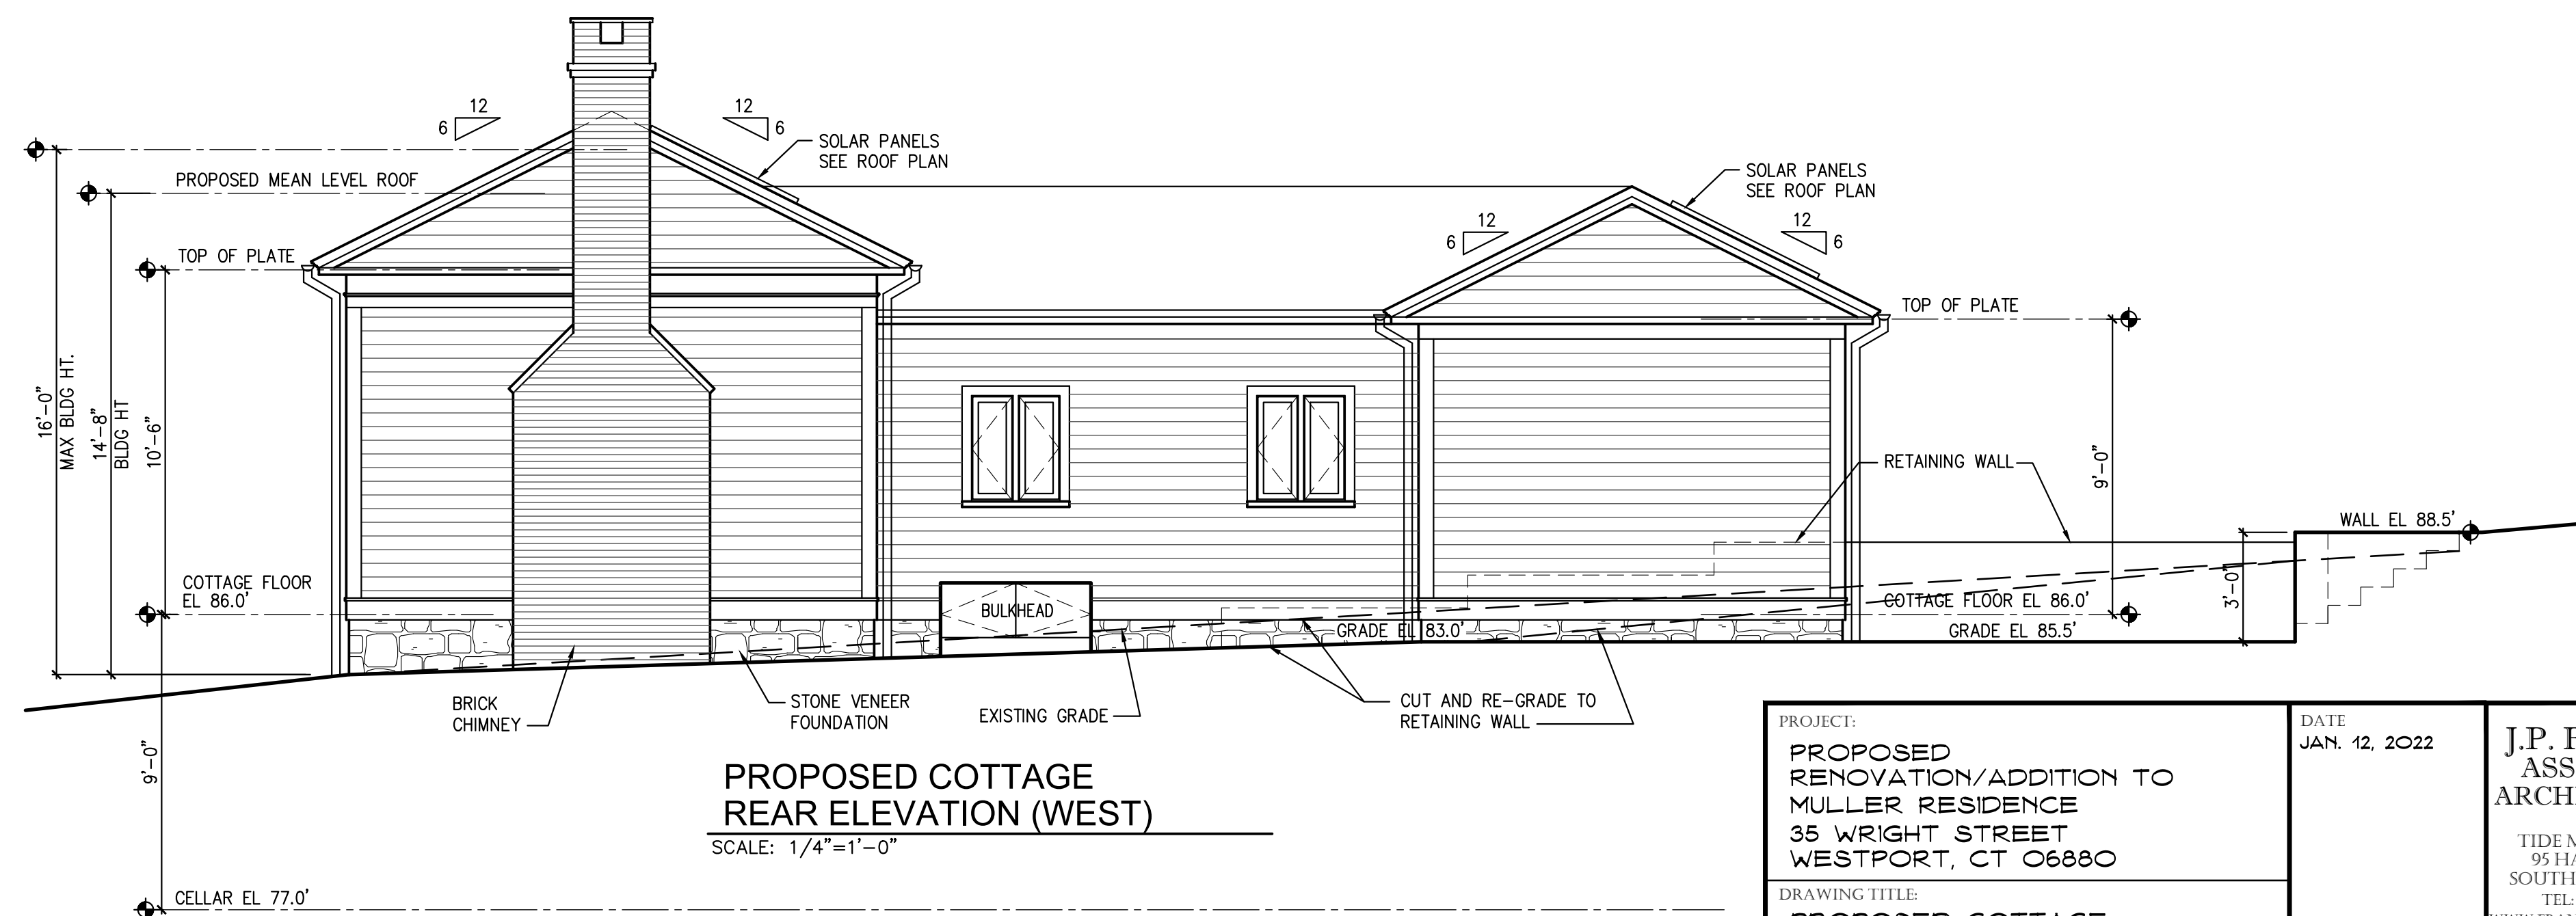 12
6
12
6
SOLAR PANELS
SEE ROOF PLAN
PROPOSED MEAN LEVEL ROOF
SOLAR PANELS
SEE ROOF PLAN
12
6
12
6
TOP OF PLATE
TOP OF PLATE
16'-0"
MAX BLDG HT.
14'-8"
BLDG HT
10'-6"
RETAINING WALL
9'-0"
WALL EL 88.5'
COTTAGE FLOOR
EL 86.0'
BULKHEAD
COTTAGE FLOOR EL 86.0'
3'-0"
GRADE EL 83.0'
GRADE EL 85.5'
BRICK
CHIMNEY
STONE VENEER
FOUNDATION
EXISTING GRADE
CUT AND RE-GRADE TO
RETAINING WALL
9'-0"
PROPOSED COTTAGE
REAR ELEVATION (WEST)
SCALE: 1/4"=1'-0"
CELLAR EL 77.0'
PROJECT:
PROPOSED
RENOVATION/ADDITION TO
MULLER RESIDENCE
35 WRIGHT STREET
WESTPORT, CT 06880
DATE
JAN. 12, 2022
J.P.
TIDE
95
SOUTH
TEL:
DRAWING TITLE:
PROPOSED COTTAGE